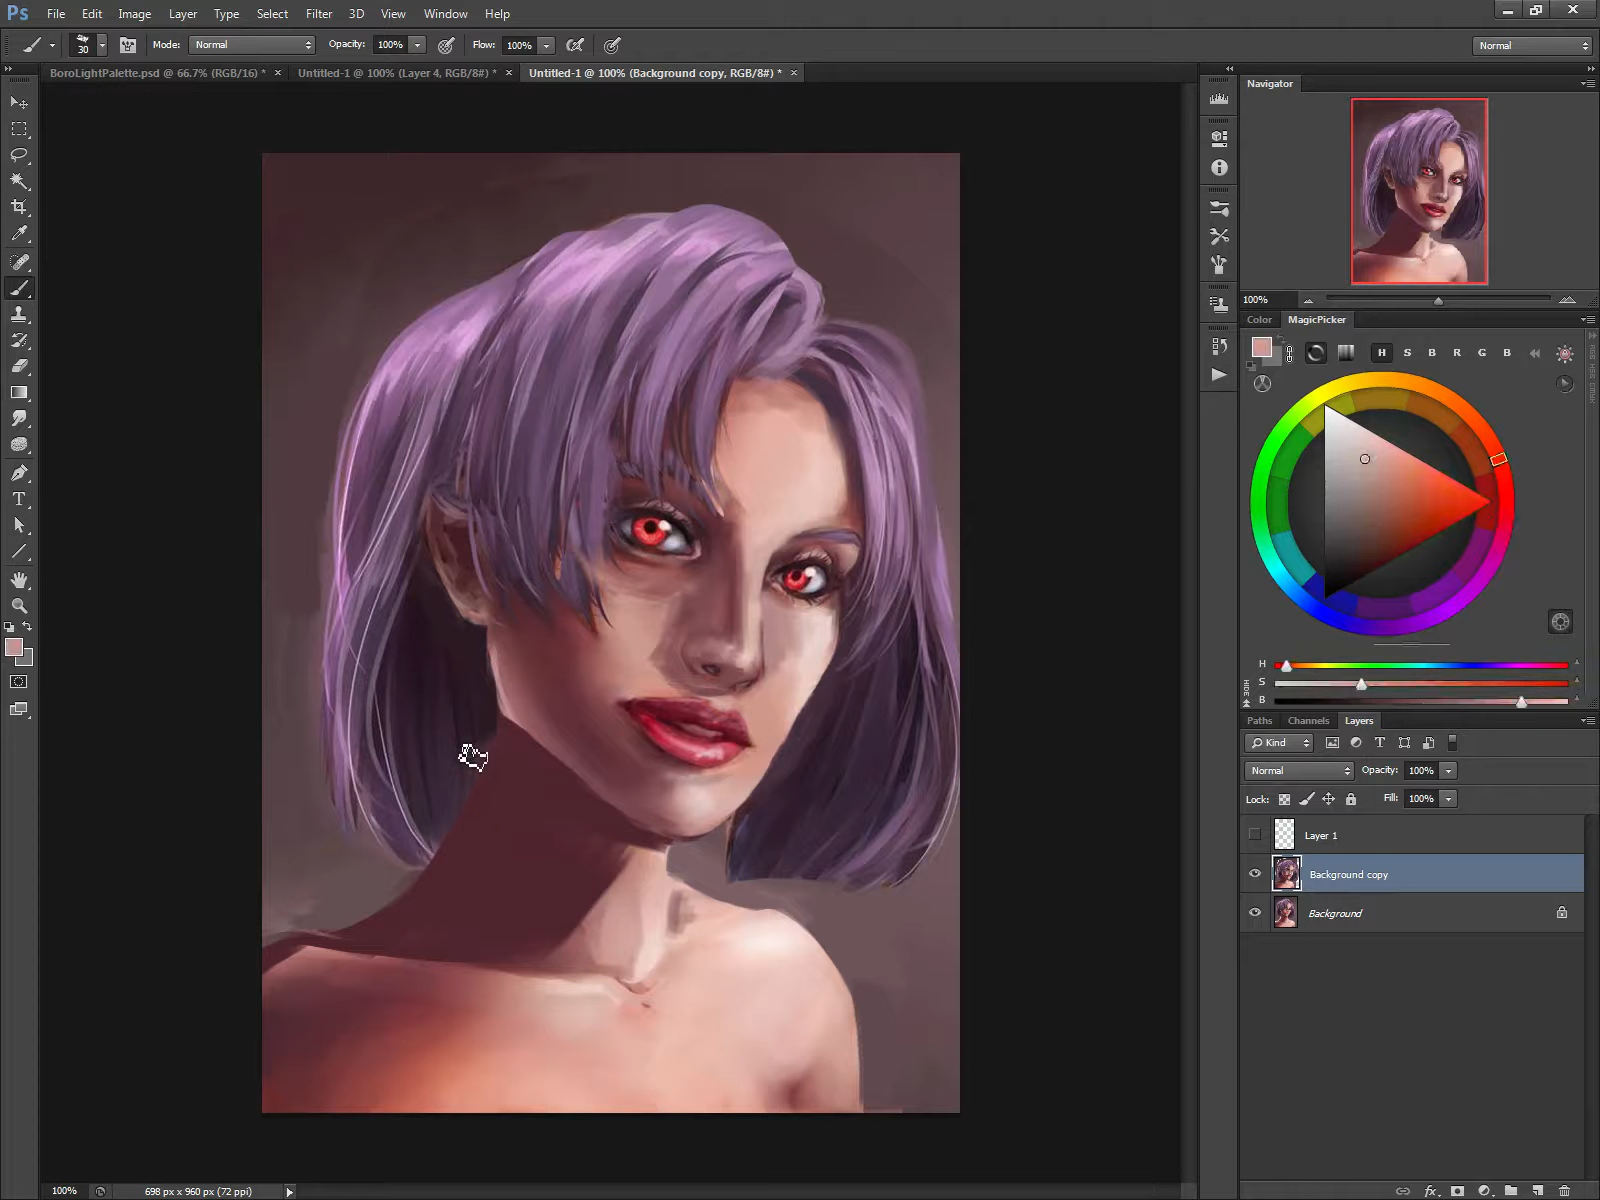 Ps File Edit Image Layer Type Select Filter 3D View Window Help
30 Mode: Normal Opacity: 100% Flow: 100% Normal
BoroLightPalette.psd @ 66.7% (RGB/16) * × Untitled-1 @ 100% (Layer 4, RGB/8#) * × Untitled-1 @ 100% (Background copy, RGB/8#) * ×
Navigator
100%
Color MagicPicker
H S B R G B
H
S
B
HIDE
Paths Channels Layers
Kind T
Normal Opacity: 100%
Lock: Fill: 100%
Layer 1
Background copy
Background
fx
100% 698 px x 960 px (72 ppi)